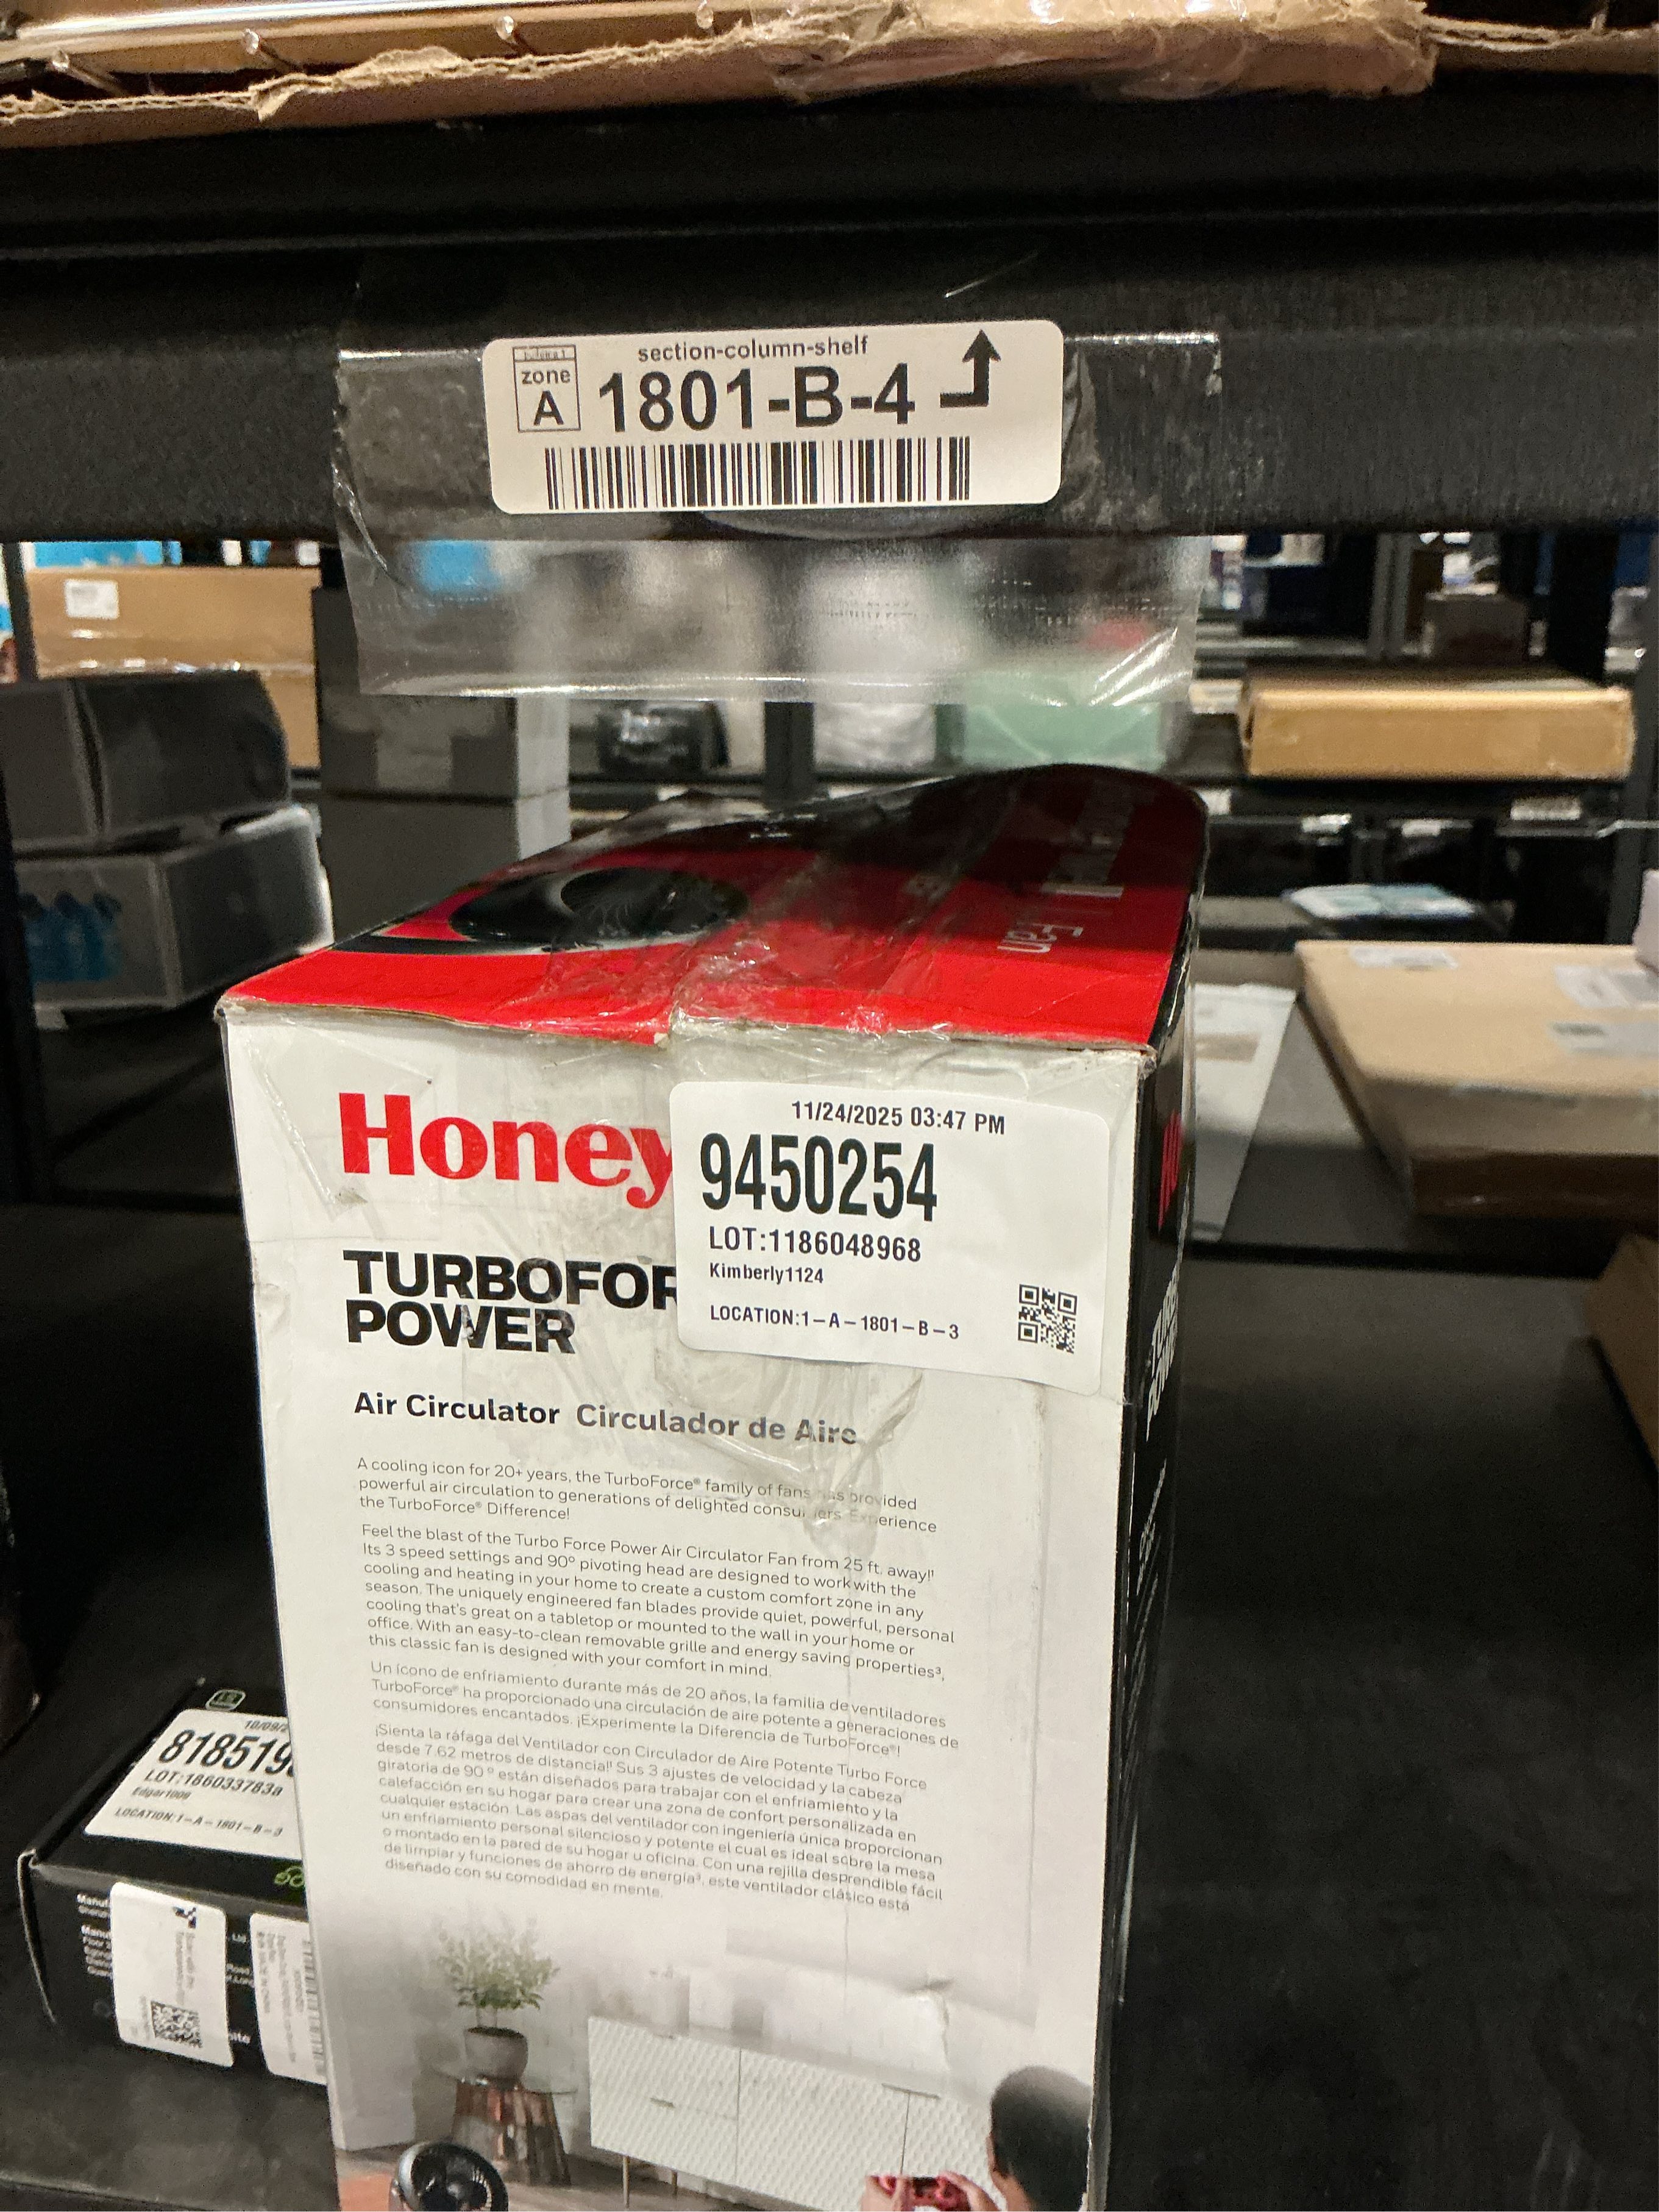 section-column-shelf
zone
A
1801-B-4
Fan
Honey
11/24/2025 03:47 PM
9450254
LOT:1186048968
Kimberly1124
LOCATION:1-A-1801-B-3
TURBOFOR
POWER
Air Circulator Circulador de Aire
A cooling icon for 20+ years, the TurboForce® family of fans has provided
powerful air circulation to generations of delighted consumers Experience
the TurboForce® Difference!
Feel the blast of the Turbo Force Power Air Circulator Fan from 25 ft. away!¹
Its 3 speed settings and 90° pivoting head are designed to work with the
cooling and heating in your home to create a custom comfort zone in any
season. The uniquely engineered fan blades provide quiet, powerful, personal
cooling that's great on a tabletop or mounted to the wall in your home or
office. With an easy-to-clean removable grille and energy saving properties³,
this classic fan is designed with your comfort in mind.
Un ícono de enfriamiento durante más de 20 años, la familia de ventiladores
TurboForce® ha proporcionado una circulación de aire potente a generaciones de
consumidores encantados. ¡Experimente la Diferencia de TurboForce®!
¡Sienta la ráfaga del Ventilador con Circulador de Aire Potente Turbo Force
desde 7.62 metros de distancia!¹ Sus 3 ajustes de velocidad y la cabeza
giratoria de 90° están diseñados para trabajar con el enfriamiento y la
calefacción en su hogar para crear una zona de confort personalizada en
cualquier estación. Las aspas del ventilador con ingeniería única proporcionan
un enfriamiento personal silencioso y potente el cual es ideal sobre la mesa
o montado en la pared de su hogar u oficina. Con una rejilla desprendible fácil
de limpiar y funciones de ahorro de energía³, este ventilador clásico está
diseñado con su comodidad en mente.
10/09/2
818519
LOT:186033783a
Edgar1009
LOCATION:1-A-1801-B-3